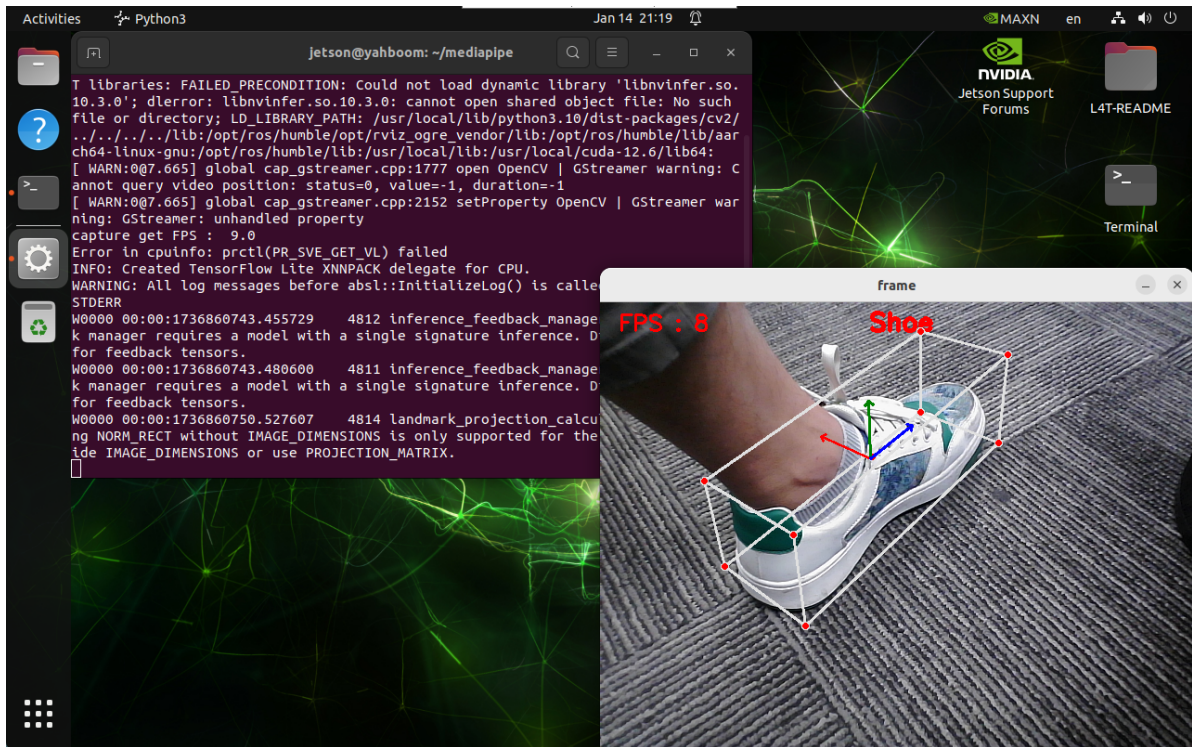 Activities
Python3
Jan 14 21:19
MAXN
en
jetson@yahboom: ~/mediapipe
T libraries: FAILED_PRECONDITION: Could not load dynamic library 'libnvinfer.so.
10.3.0'; dlerror: libnvinfer.so.10.3.0: cannot open shared object file: No such
file or directory; LD_LIBRARY_PATH: /usr/local/lib/python3.10/dist-packages/cv2/
../../../../lib:/opt/ros/humble/opt/rviz_ogre_vendor/lib:/opt/ros/humble/lib/aar
ch64-linux-gnu:/opt/ros/humble/lib:/usr/local/lib:/usr/local/cuda-12.6/lib64:
[ WARN:0@7.665] global cap_gstreamer.cpp:1777 open OpenCV | GStreamer warning: C
annot query video position: status=0, value=-1, duration=-1
[ WARN:0@7.665] global cap_gstreamer.cpp:2152 setProperty OpenCV | GStreamer war
ning: GStreamer: unhandled property
capture get FPS :  9.0
Error in cpuinfo: prctl(PR_SVE_GET_VL) failed
INFO: Created TensorFlow Lite XNNPACK delegate for CPU.
WARNING: All log messages before absl::InitializeLog() is calle
STDERR
W0000 00:00:1736860743.455729    4812 inference_feedback_manage
k manager requires a model with a single signature inference. D
for feedback tensors.
W0000 00:00:1736860743.480600    4811 inference_feedback_manage
k manager requires a model with a single signature inference. D
for feedback tensors.
W0000 00:00:1736860750.527607    4814 landmark_projection_calcu
ng NORM_RECT without IMAGE_DIMENSIONS is only supported for the
ide IMAGE_DIMENSIONS or use PROJECTION_MATRIX.
NVIDIA.
Jetson Support
Forums
L4T-README
Terminal
frame
FPS : 8
Shoe